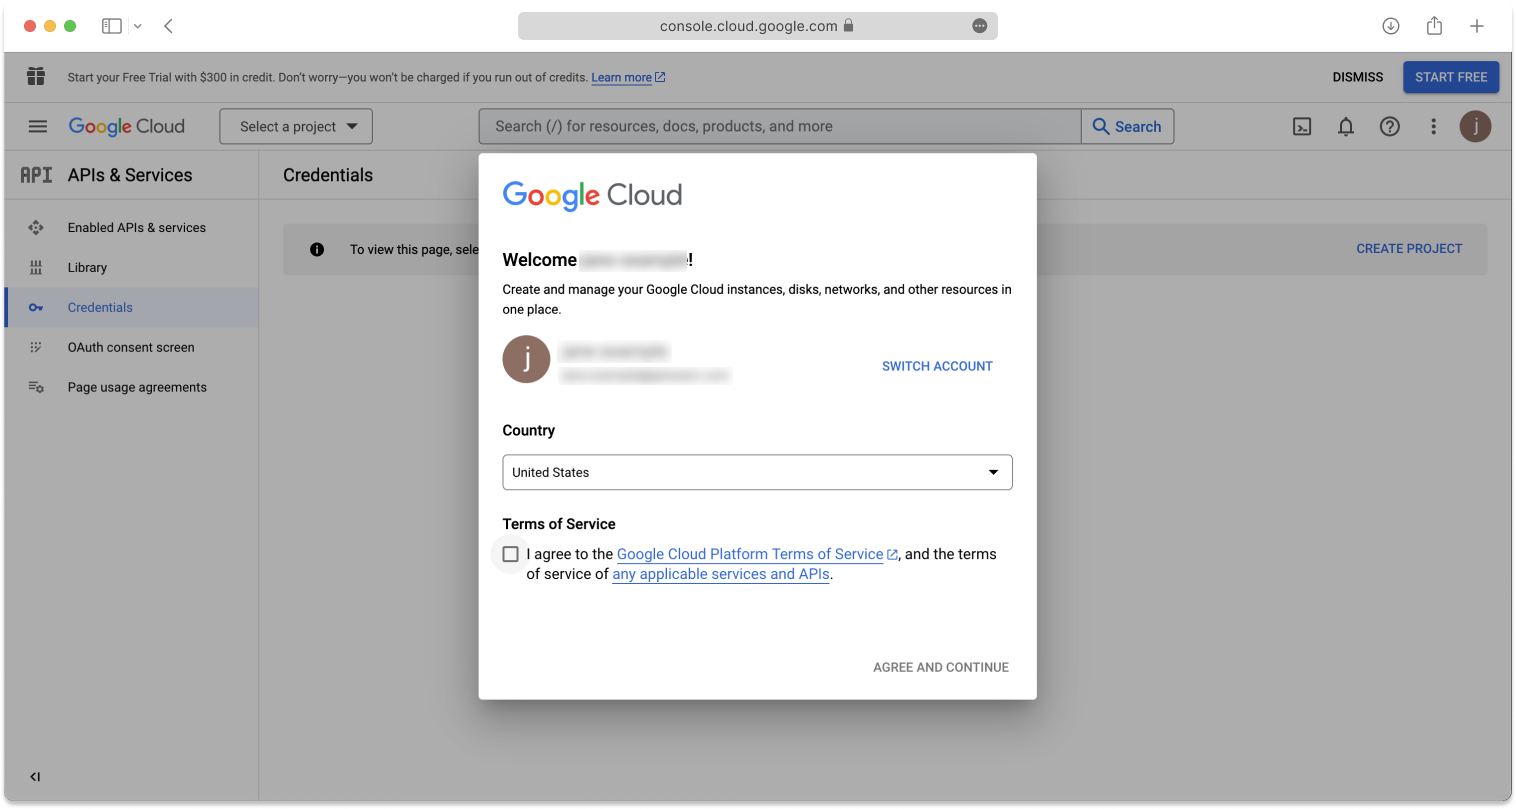 console.cloud.google.com
Start your Free Trial with $300 in credit. Don't worry—you won't be charged if you run out of credits. Learn more
DISMISS
START FREE
Google Cloud
Select a project
Search (/) for resources, docs, products, and more
Search
j
API APIs & Services
Credentials
Enabled APIs & services
Library
Credentials
OAuth consent screen
Page usage agreements
To view this page, sele
CREATE PROJECT
Google Cloud
Welcome !
Create and manage your Google Cloud instances, disks, networks, and other resources in
one place.
j
SWITCH ACCOUNT
Country
United States
Terms of Service
I agree to the Google Cloud Platform Terms of Service , and the terms
of service of any applicable services and APIs.
AGREE AND CONTINUE